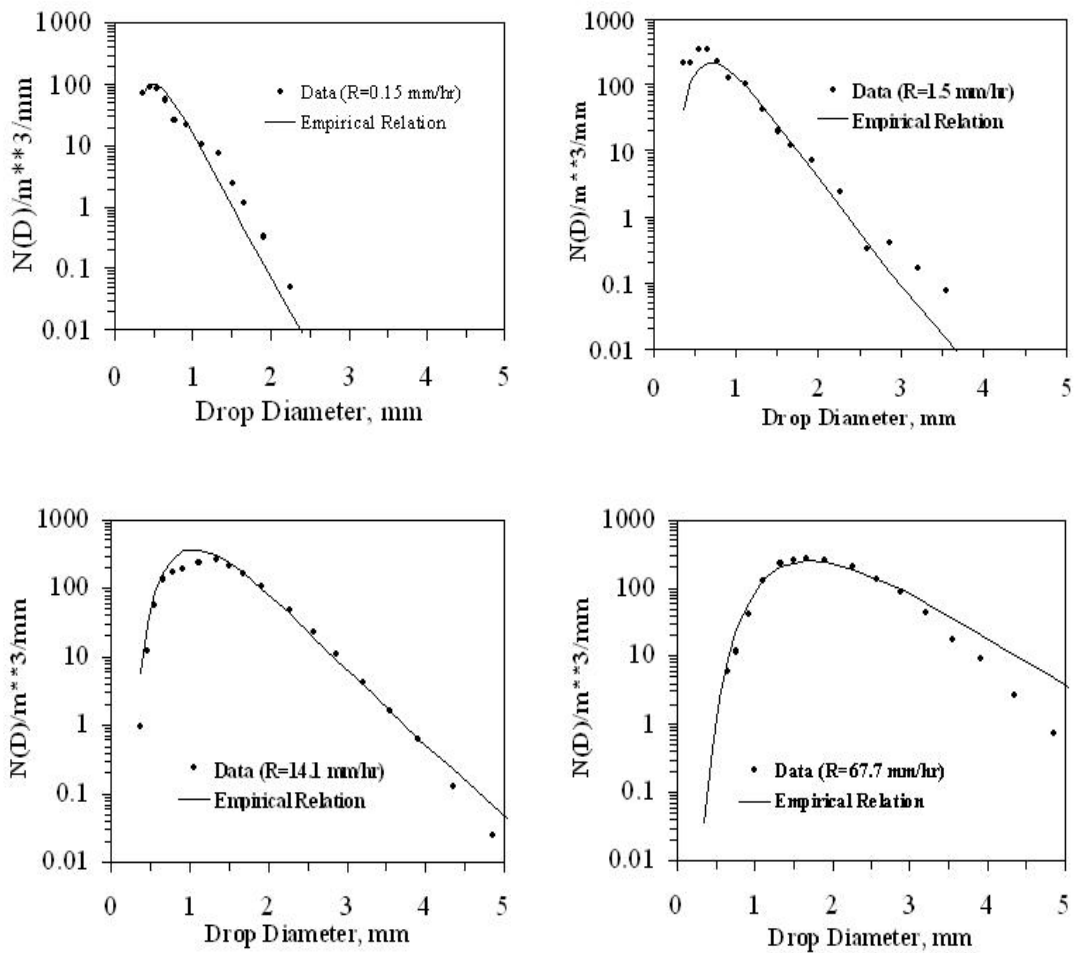 1000
100
10
1
0.1
0.01
N(D)/m**3/mm
Data (R=0.15 mm/hr)
Empirical Relation
0 1 2 3 4 5
Drop Diameter, mm
1000
100
10
1
0.1
0.01
N(D)/m**3/mm
Data (R=1.5 mm/hr)
Empirical Relation
0 1 2 3 4 5
Drop Diameter, mm
1000
100
10
1
0.1
0.01
N(D)/m**3/mm
Data (R=14.1 mm/hr)
Empirical Relation
0 1 2 3 4 5
Drop Diameter, mm
1000
100
10
1
0.1
0.01
N(D)/m**3/mm
Data (R=67.7 mm/hr)
Empirical Relation
0 1 2 3 4 5
Drop Diameter, mm